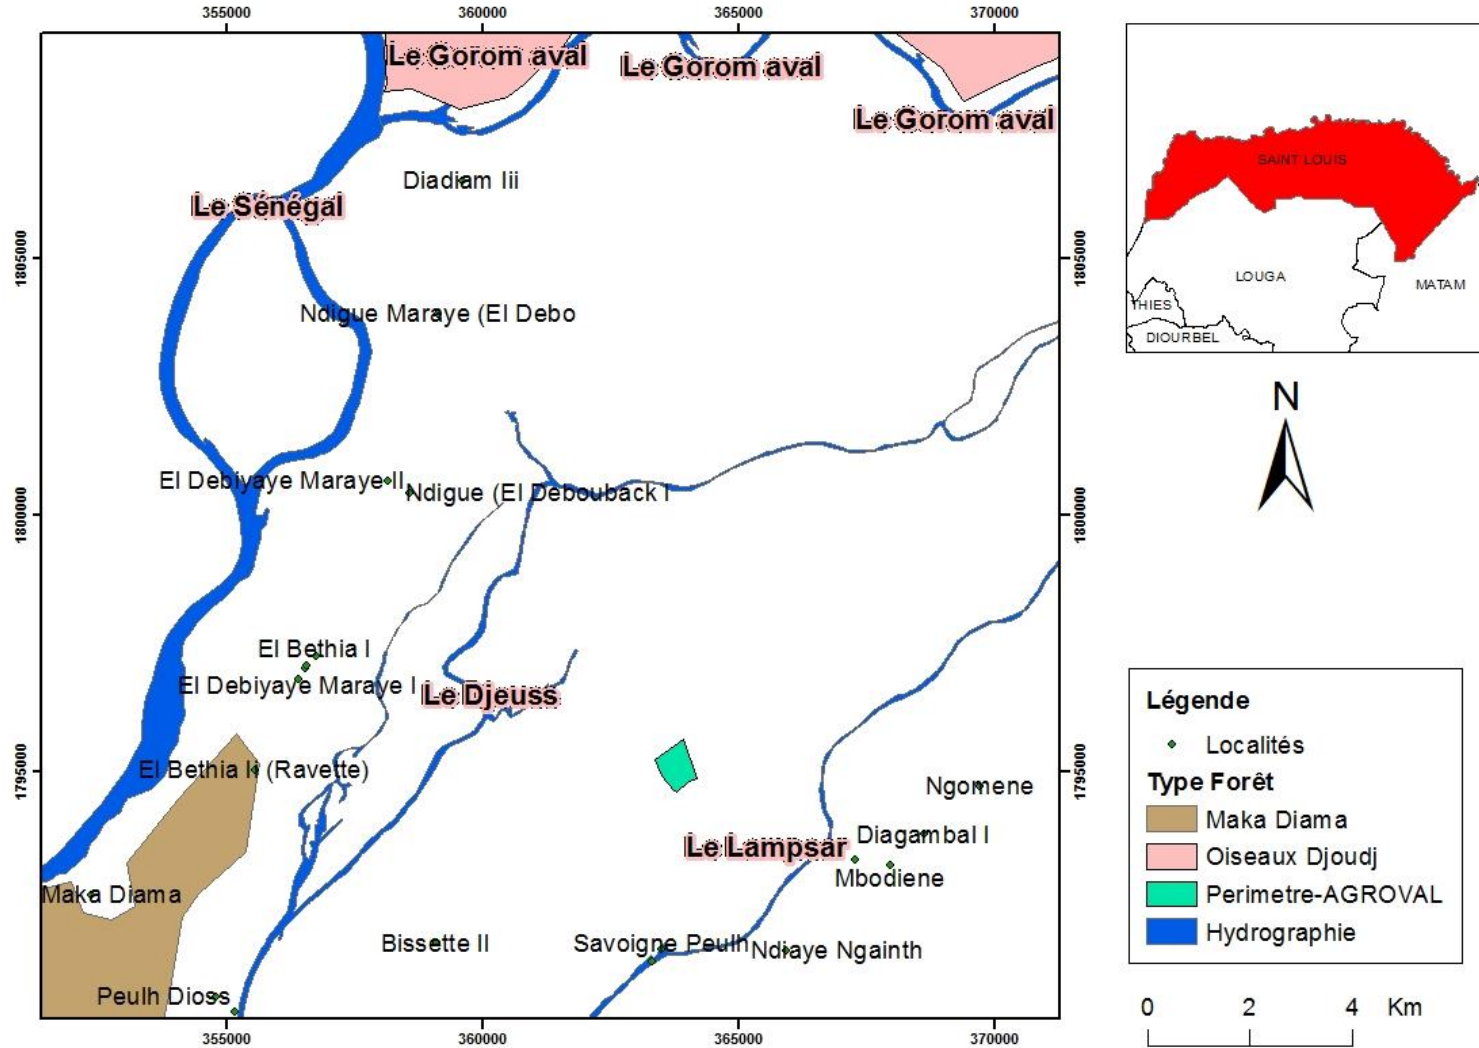 355000
360000
365000
370000
Le Gorom aval
Le Gorom aval
Le Gorom aval
Diadiam Iii
Le Sénégal
1805000
1805000
Ndigue Maraye (El Debo
El Debiyaye Maraye II
Ndigue (El Debouback I
1800000
1800000
El Bethia I
El Debiyaye Maraye I
Le Djeuss
El Bethia II (Ravette)
1795000
1795000
Ngomene
Diagambal I
Le Lampsar
Mbodiene
Maka Diama
Bissette II
Savoigne Peulh
Ndiaye Ngainth
Peulh Dioss
355000
360000
365000
370000
SAINT LOUIS
LOUGA
MATAM
THIES
DIOURBEL
N
Légende
Localités
Type Forêt
Maka Diama
Oiseaux Djoudj
Perimetre-AGROVAL
Hydrographie
0 2 4 Km